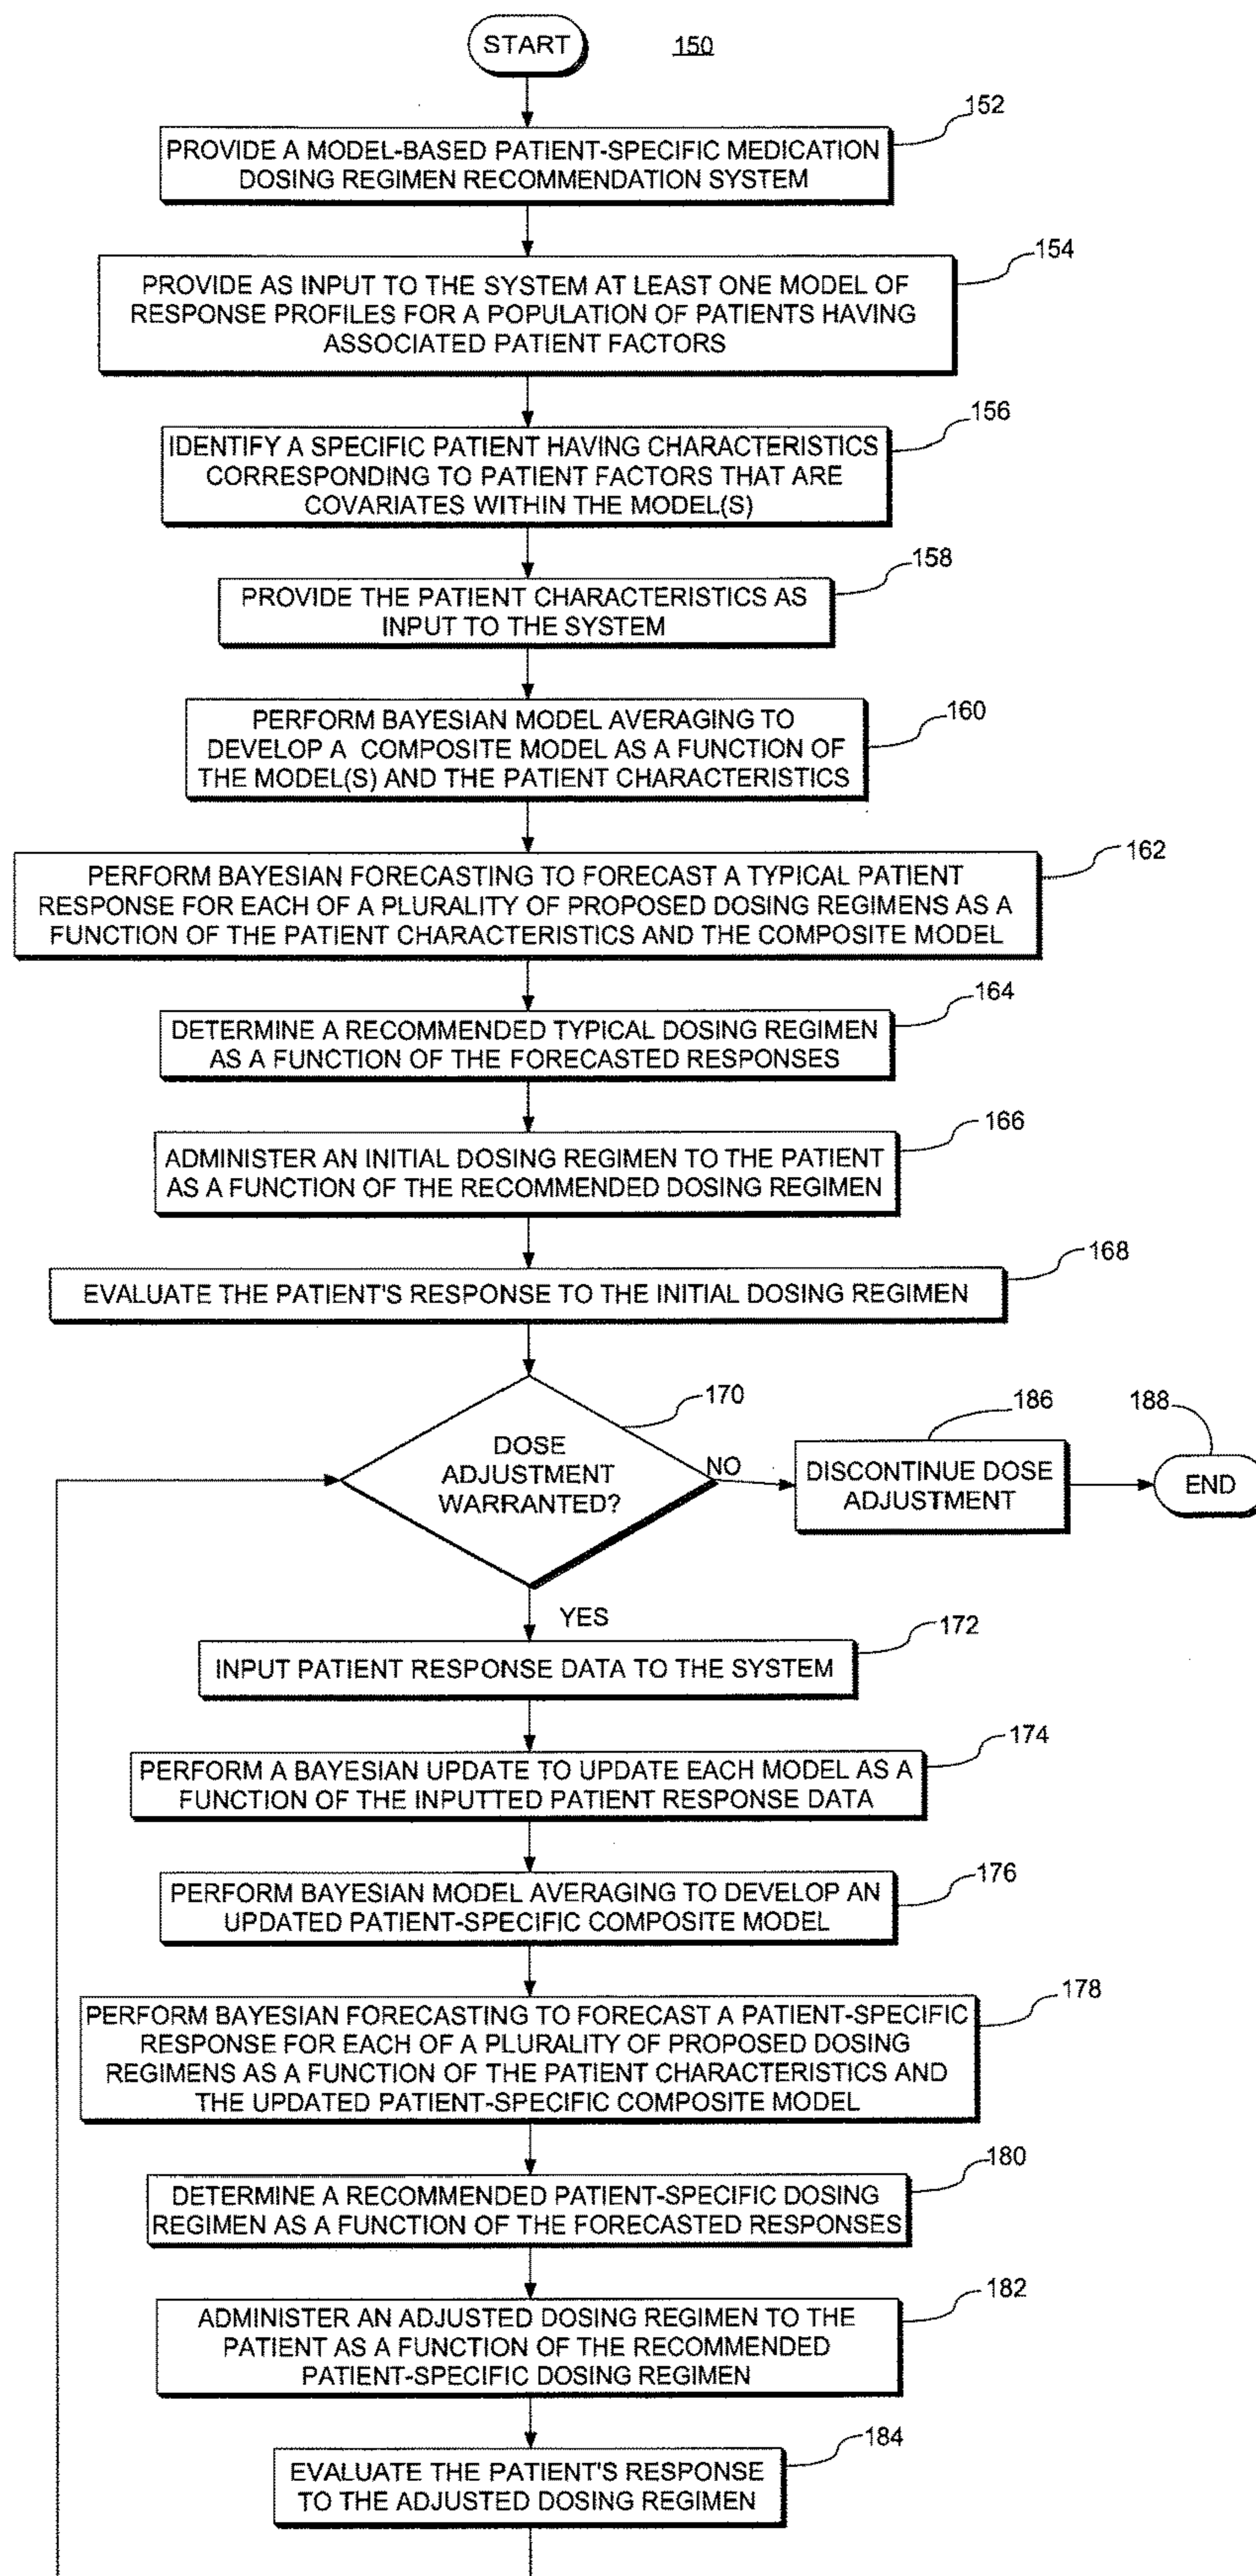 START
150
152
PROVIDE A MODEL-BASED PATIENT-SPECIFIC MEDICATION
DOSING REGIMEN RECOMMENDATION SYSTEM
154
PROVIDE AS INPUT TO THE SYSTEM AT LEAST ONE MODEL OF
RESPONSE PROFILES FOR A POPULATION OF PATIENTS HAVING
ASSOCIATED PATIENT FACTORS
156
IDENTIFY A SPECIFIC PATIENT HAVING CHARACTERISTICS
CORRESPONDING TO PATIENT FACTORS THAT ARE
COVARIATES WITHIN THE MODEL(S)
158
PROVIDE THE PATIENT CHARACTERISTICS AS
INPUT TO THE SYSTEM
160
PERFORM BAYESIAN MODEL AVERAGING TO
DEVELOP A COMPOSITE MODEL AS A FUNCTION OF
THE MODEL(S) AND THE PATIENT CHARACTERISTICS
162
PERFORM BAYESIAN FORECASTING TO FORECAST A TYPICAL PATIENT
RESPONSE FOR EACH OF A PLURALITY OF PROPOSED DOSING REGIMENS AS A
FUNCTION OF THE PATIENT CHARACTERISTICS AND THE COMPOSITE MODEL
164
DETERMINE A RECOMMENDED TYPICAL DOSING REGIMEN
AS A FUNCTION OF THE FORECASTED RESPONSES
166
ADMINISTER AN INITIAL DOSING REGIMEN TO THE PATIENT
AS A FUNCTION OF THE RECOMMENDED DOSING REGIMEN
168
EVALUATE THE PATIENT'S RESPONSE TO THE INITIAL DOSING REGIMEN
170
DOSE
ADJUSTMENT
WARRANTED?
NO
186
DISCONTINUE DOSE
ADJUSTMENT
188
END
YES
172
INPUT PATIENT RESPONSE DATA TO THE SYSTEM
174
PERFORM A BAYESIAN UPDATE TO UPDATE EACH MODEL AS A
FUNCTION OF THE INPUTTED PATIENT RESPONSE DATA
176
PERFORM BAYESIAN MODEL AVERAGING TO DEVELOP AN
UPDATED PATIENT-SPECIFIC COMPOSITE MODEL
178
PERFORM BAYESIAN FORECASTING TO FORECAST A PATIENT-SPECIFIC
RESPONSE FOR EACH OF A PLURALITY OF PROPOSED DOSING
REGIMENS AS A FUNCTION OF THE PATIENT CHARACTERISTICS AND
THE UPDATED PATIENT-SPECIFIC COMPOSITE MODEL
180
DETERMINE A RECOMMENDED PATIENT-SPECIFIC DOSING
REGIMEN AS A FUNCTION OF THE FORECASTED RESPONSES
182
ADMINISTER AN ADJUSTED DOSING REGIMEN TO THE
PATIENT AS A FUNCTION OF THE RECOMMENDED
PATIENT-SPECIFIC DOSING REGIMEN
184
EVALUATE THE PATIENT'S RESPONSE
TO THE ADJUSTED DOSING REGIMEN